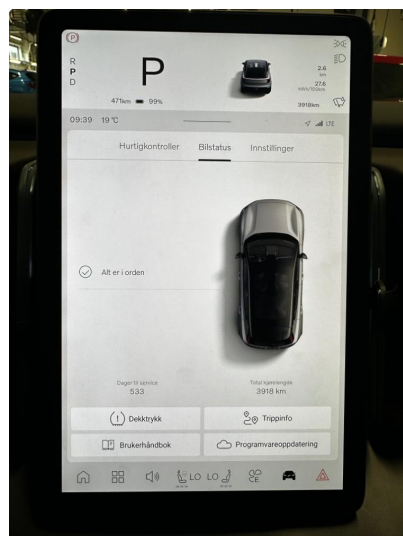 P
R
P
D
P
2.6
km
27.6
kWh/100km
471km 99%
3918km
09:39 19°C
LTE
Hurtigkontroller Bilstatus Innstillinger
Alt er i orden
Dager til service
533
Total kjørelengde
3918 km
Dekktrykk
Trippinfo
Brukerhåndbok
Programvareoppdatering
LO LO
CE